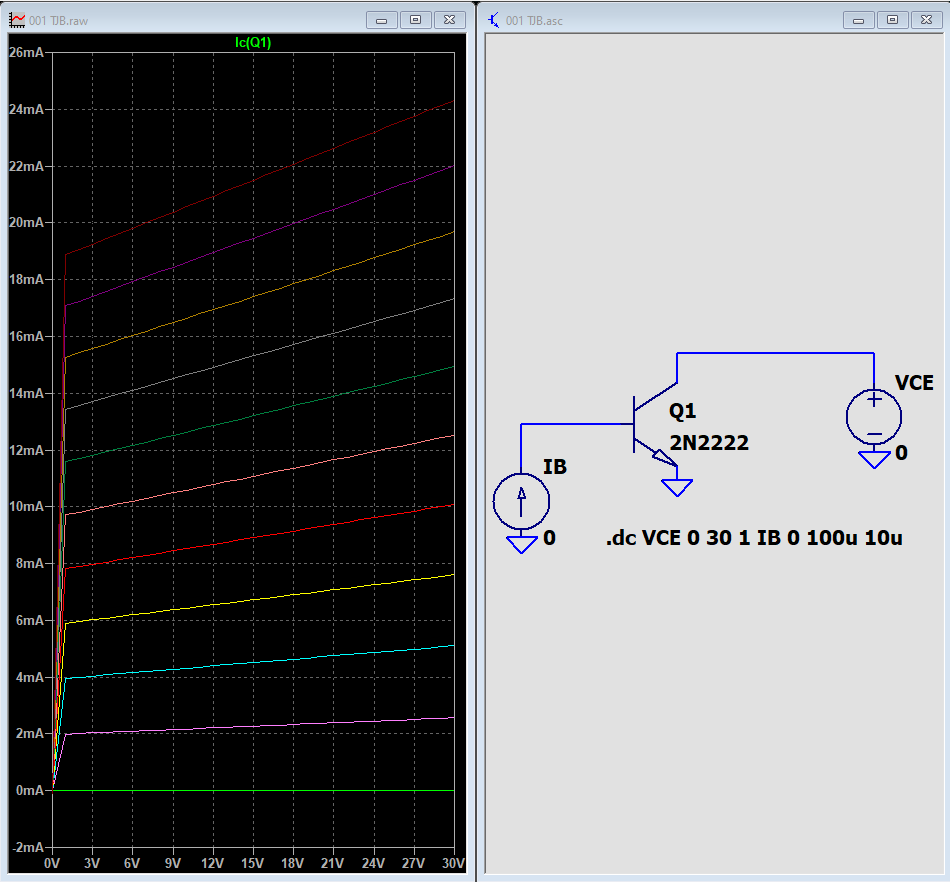 001 TJB.raw
Ic(Q1)
26mA
24mA
22mA
20mA
18mA
16mA
14mA
12mA
10mA
8mA
6mA
4mA
2mA
0mA
-2mA
0V 3V 6V 9V 12V 15V 18V 21V 24V 27V 30V
001 TJB.asc
VCE
Q1
2N2222
0
IB
0
.dc VCE 0 30 1 IB 0 100u 10u